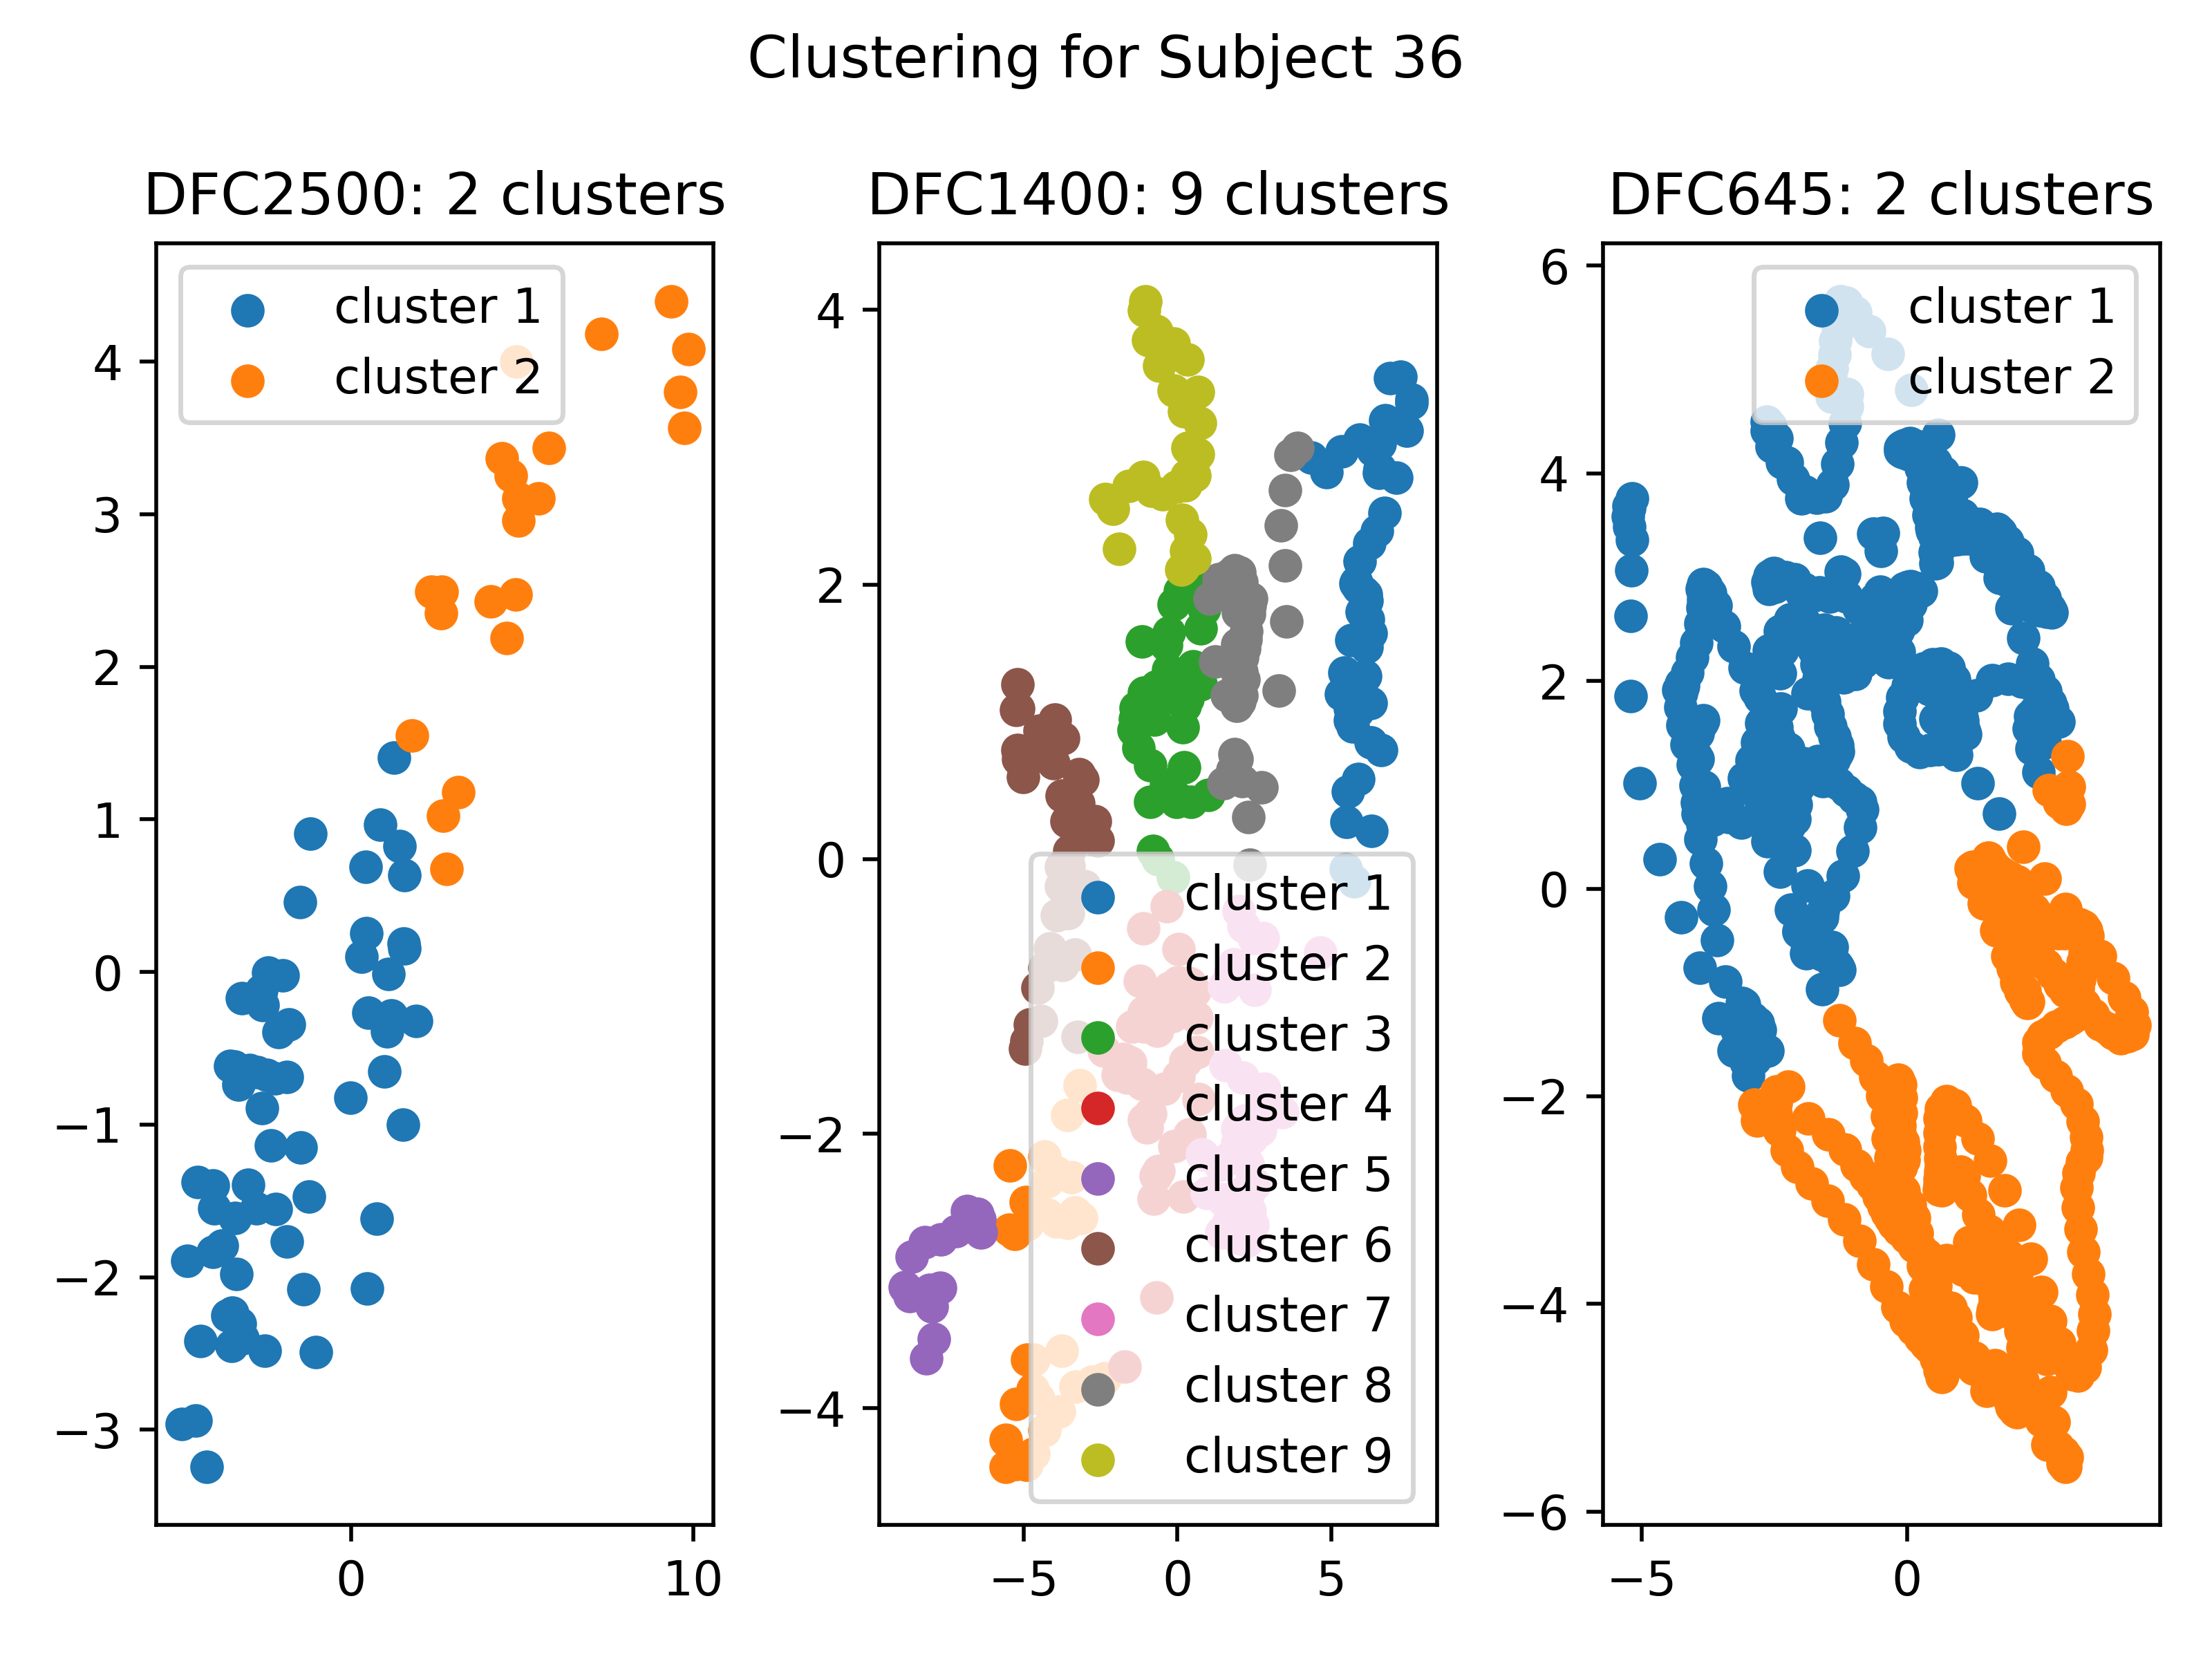 Clustering for Subject 36
DFC2500: 2 clusters
cluster 1
cluster 2
4
3
2
1
0
−1
−2
−3
0
10
DFC1400: 9 clusters
4
2
0
−2
−4
cluster 1
cluster 2
cluster 3
cluster 4
cluster 5
cluster 6
cluster 7
cluster 8
cluster 9
−5
0
5
DFC645: 2 clusters
cluster 1
cluster 2
6
4
2
0
−2
−4
−6
−5
0